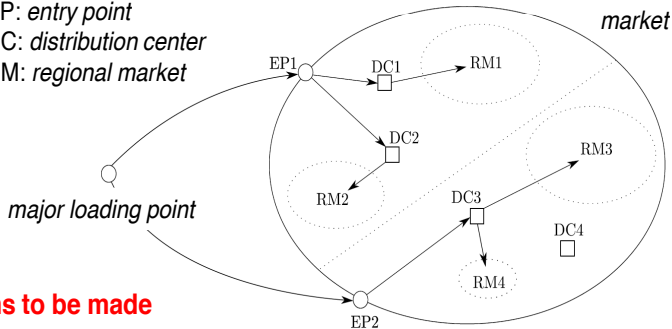 P: entry point
C: distribution center
M: regional market
market
EP1
DC1
RM1
DC2
RM2
RM3
DC3
DC4
RM4
EP2
major loading point
ns to be made